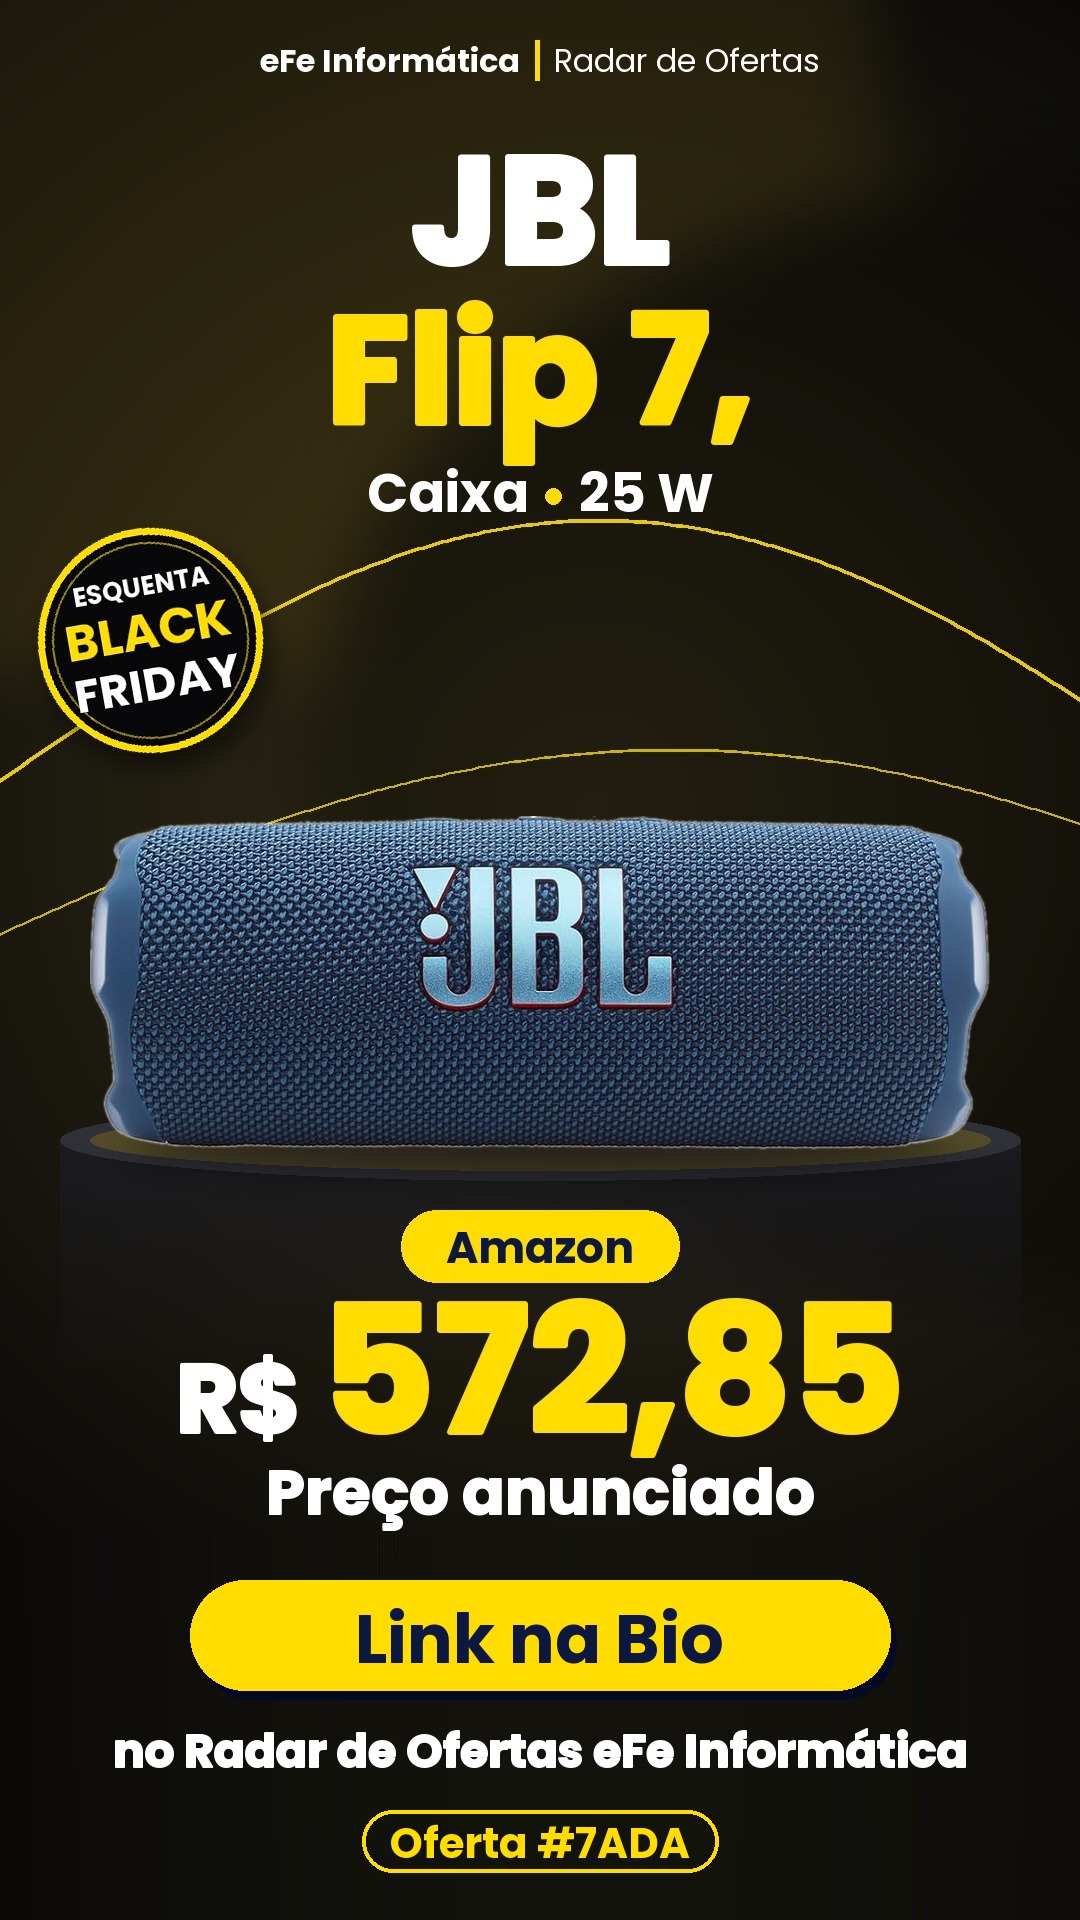 eFe Informática | Radar de Ofertas
JBL
Flip 7,
Caixa • 25 W
ESQUENTA
BLACK
FRIDAY
JBL
Amazon
R$ 572,85
Preço anunciado
Link na Bio
no Radar de Ofertas eFe Informática
Oferta #7ADA